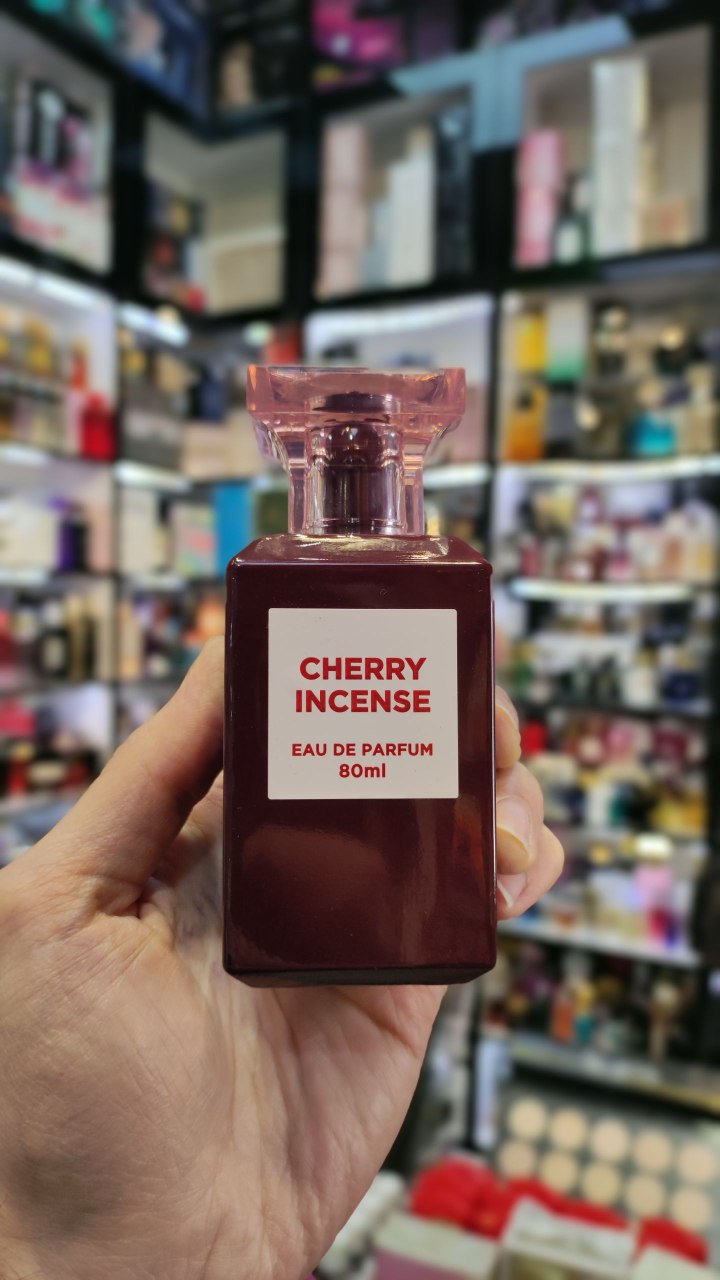 CHERRY
INCENSE
EAU DE PARFUM
80ml